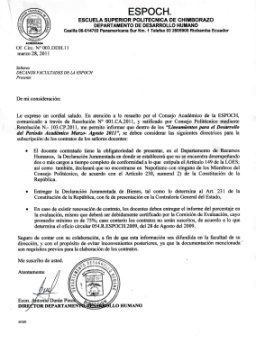 ESPOCH.
ESCUELA SUPERIOR POLITECNICA DE CHIMBORAZO
DEPARTAMENTO DE DESARROLLO HUMANO
Casilla 06-4703 Panamericana Sur Km. 1 Telefax 03 2605909 Riobamba Ecuador
Of. Circ. Nº 001.DDH.11
marzo 28, 2011
Señores
DECANOS FACULTADES DE LA ESPOCH
Presente
De mi consideración:
Le expreso un cordial saludo. En atención a lo resuelto por el Consejo Académico de la ESPOCH,
comunicado a través de Resolución Nº 001.CA.2011, y ratificado por Consejo Politécnico mediante
Resolución N.- 103.CP.2011, me permito informar que dentro de los "Lineamientos para el Desarrollo
del Período Académico Marzo- Agosto 2011", se deben considerar las siguientes directivas para la
suscripción de los contratos de los señores docentes:
• El docente contratado tiene la obligatoriedad de presentar, en el Departamento de Recursos
Humanos, la Declaración Juramentada en donde se establecerá que no se encuentra desempeñando
dos o más cargos a tiempo completo de conformidad a lo que estipula el Artículo 149 de la LOES;
así como también, declarará que no se encuentra en Nepotismo con ninguno de los Miembros del
Consejo Politécnico, de acuerdo con el Artículo 230, numeral 2) de la Constitución de la
República.
• Entregar la Declaración Juramentada de Bienes, tal como lo determina al Art. 231 de la
Constitución de la República, con fe de presentación en la Contraloría General del Estado,
• En caso de existir renovación de contrato, los docentes deben entregar el informe del porcentaje en
la evaluación, mismo que deberá ser debidamente certificado por la Comisión de Evaluación, cuyo
promedio mínimo es de 75%; caso contrario los contratos no serán suscritos, de acuerdo a lo que
determina el oficio circular 054.R.ESPOCH.2009, del 20 de Agosto del 2009.
Seguro de contar con su colaboración, a fin de que esta información sea difundida en la facultad de su
dirección, y con el propósito de evitar inconvenientes posteriores, ya que la documentación mencionada son
requisitos previos para la elaboración de los contratos.
Me suscribo de usted.
Atentamente
Econ. Antonio Durán Pinos
DIRECTOR DEPARTAMENTO DESARROLLO HUMANO